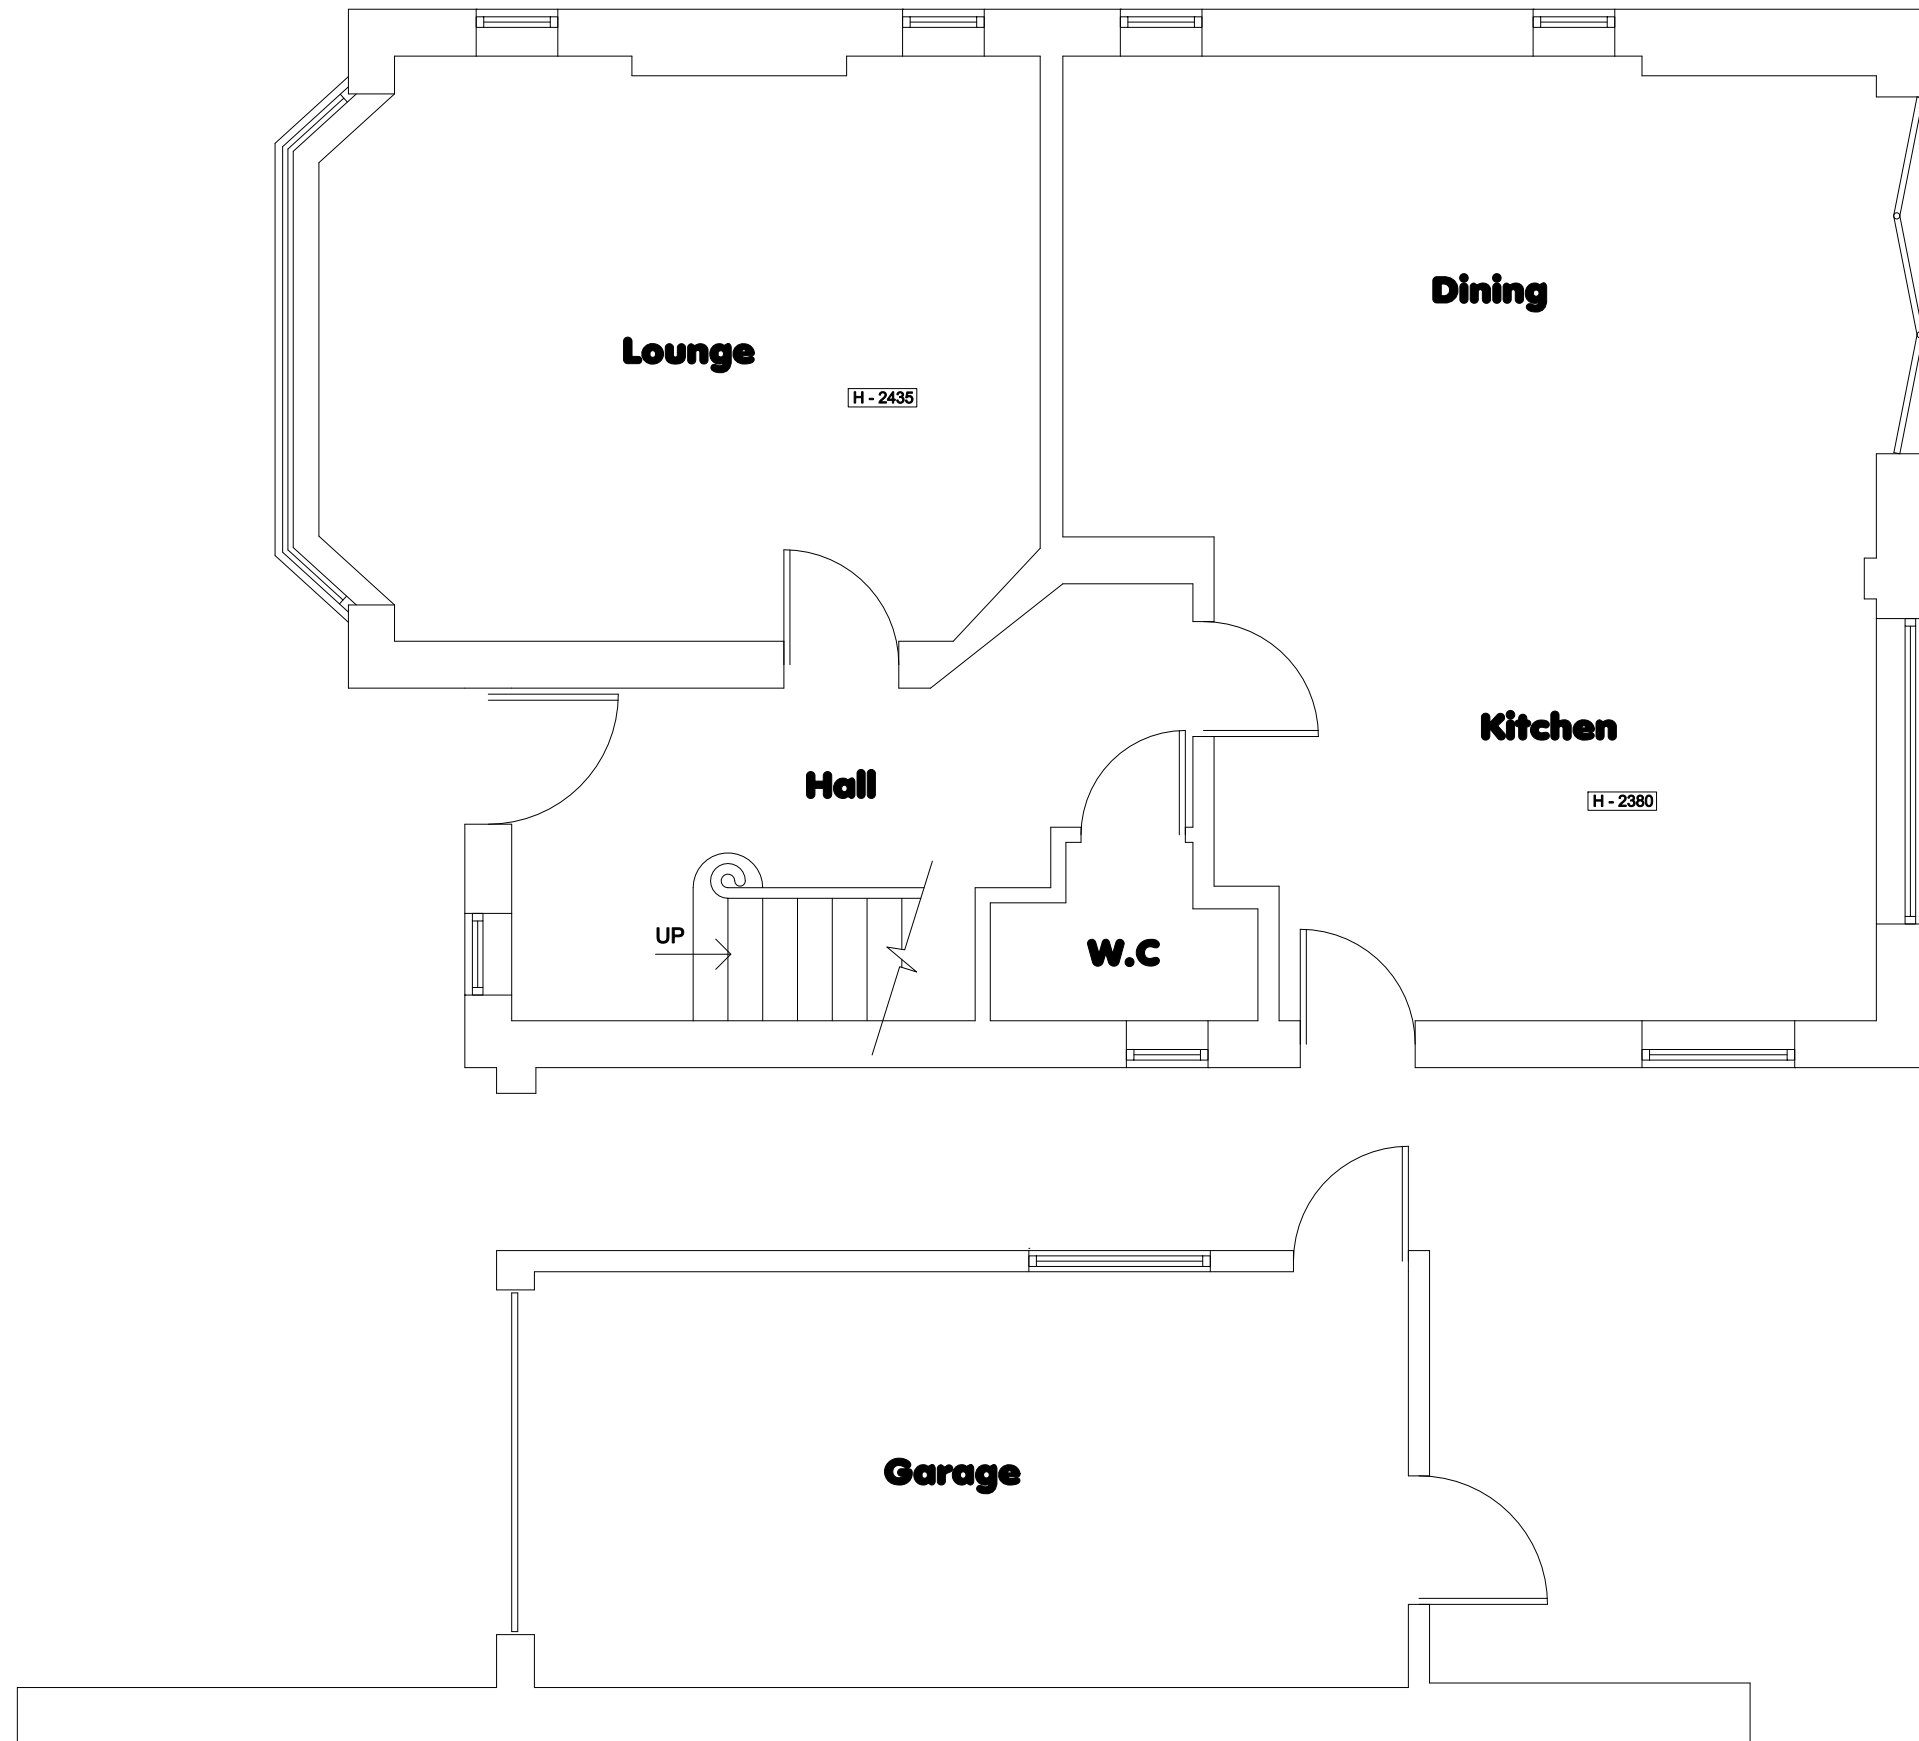 Dining
Lounge
H - 2435
Kitchen
Hall
H - 2380
UP
W.C
Garage